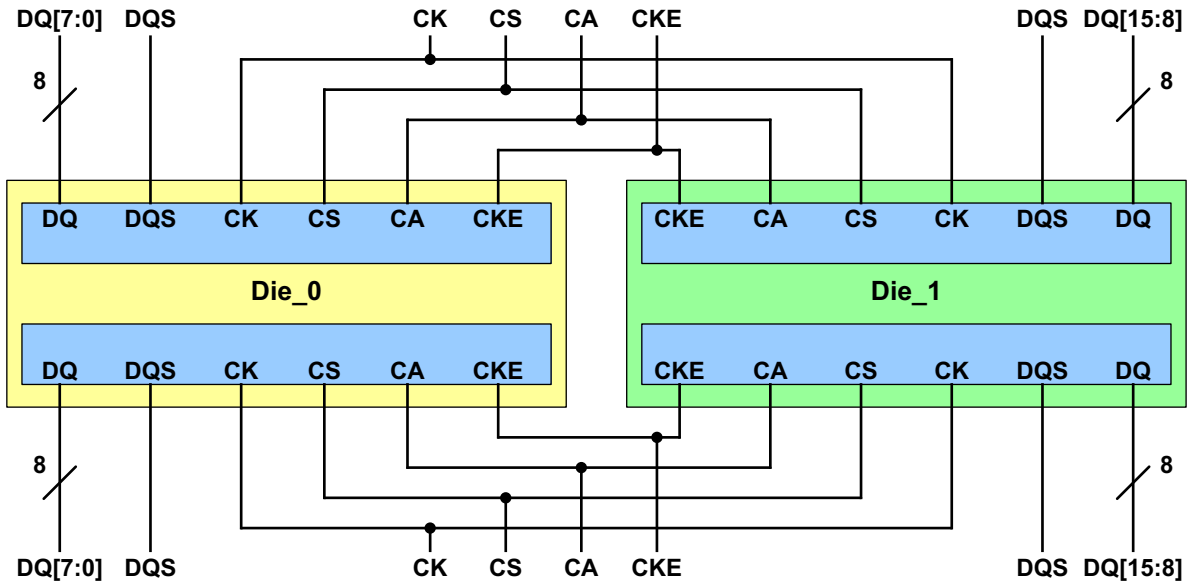 DQ[7:0] DQS CK CS CA CKE DQS DQ[15:8]
8 8
DQ DQS CK CS CA CKE CKE CA CS CK DQS DQ
Die_0 Die_1
DQ DQS CK CS CA CKE CKE CA CS CK DQS DQ
8 8
DQ[7:0] DQS CK CS CA CKE DQS DQ[15:8]